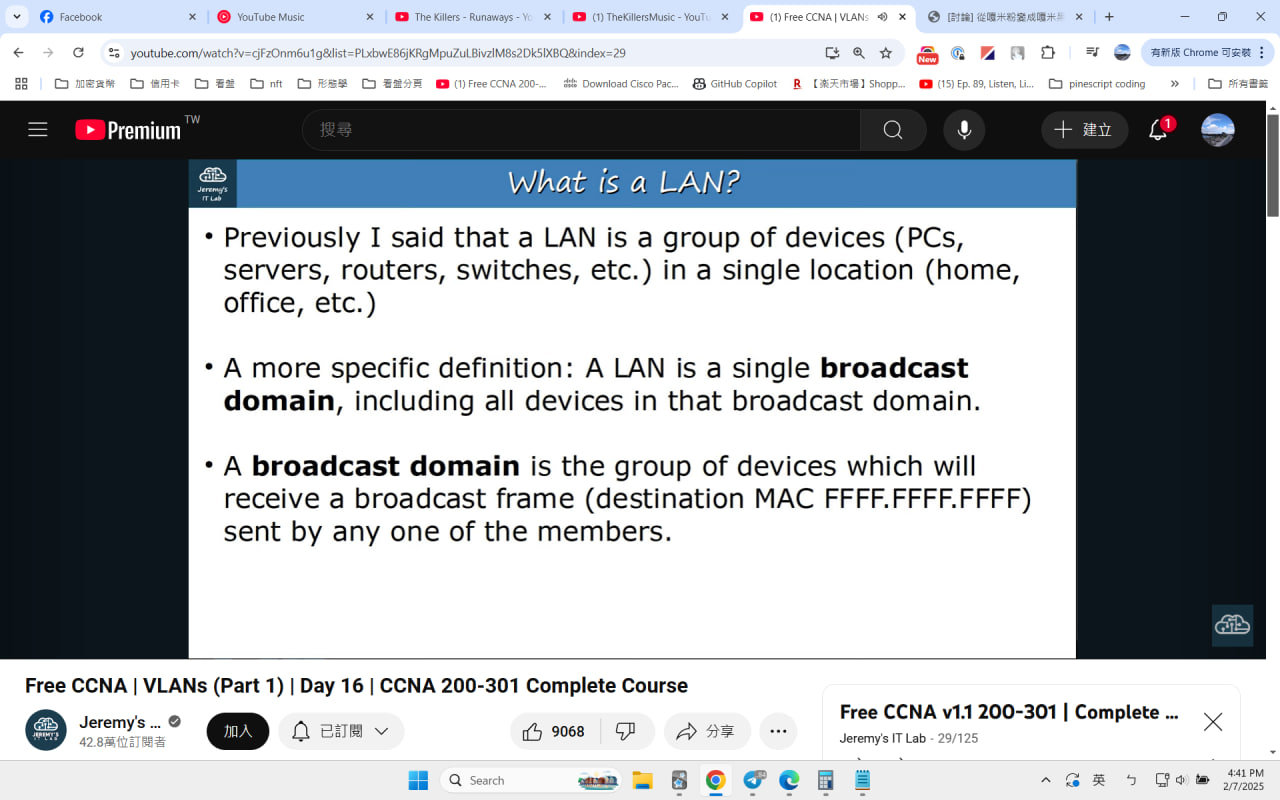 Facebook
YouTube Music
The Killers - Runaways - Yo
(1) TheKillersMusic - YouTu
(1) Free CCNA | VLANs
[討論] 從嘎米粉變成嘎米黑
youtube.com/watch?v=cjFzOnm6u1g&list=PLxbwE86jKRgMpuZuLBivzlM8s2Dk5lXBQ&index=29
New
有新版 Chrome 可安裝
加密貨幣
信用卡
看盤
nft
形態學
看盤分頁
(1) Free CCNA 200-...
Download Cisco Pac...
GitHub Copilot
R
【楽天市場】Shopp...
(15) Ep. 89, Listen, Li...
pinescript coding
»
所有書籤
Premium
TW
搜尋
建立
1
Jeremy's
IT Lab
What is a LAN?
• Previously I said that a LAN is a group of devices (PCs,
servers, routers, switches, etc.) in a single location (home,
office, etc.)
• A more specific definition: A LAN is a single broadcast
domain, including all devices in that broadcast domain.
• A broadcast domain is the group of devices which will
receive a broadcast frame (destination MAC FFFF.FFFF.FFFF)
sent by any one of the members.
Free CCNA | VLANs (Part 1) | Day 16 | CCNA 200-301 Complete Course
JEREMY'S
IT LAB
Jeremy's ...
42.8萬位訂閱者
加入
已訂閱
9068
分享
Free CCNA v1.1 200-301 | Complete ...
Jeremy's IT Lab - 29/125
Search
英
ㄅ
4:41 PM
2/7/2025